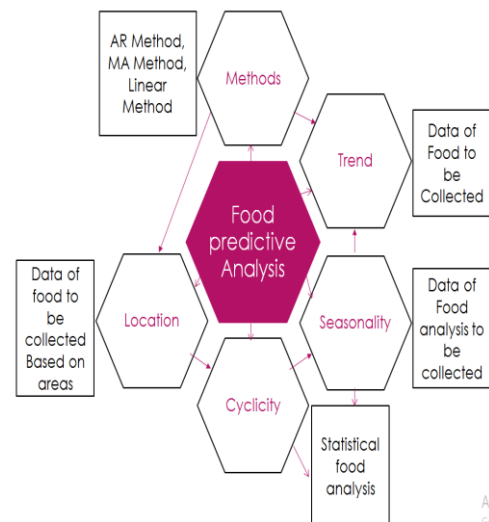 AR Method,
MA Method,
Linear
Method
Methods
Trend
Data of
Food to
be
Collected
Food
predictive
Analysis
Data of
food to
be
collected
Based on
areas
Location
Seasonality
Data of
Food
analysis to
be
collected
Cyclicity
Statistical
food
analysis
A